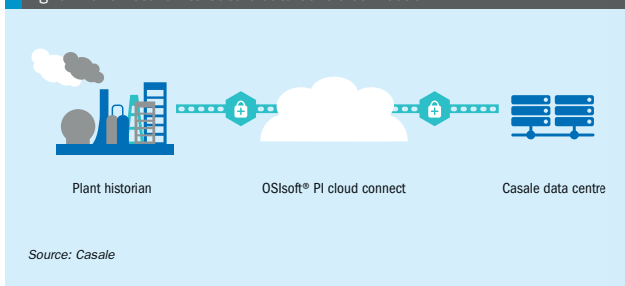 Plant historian
OSIsoft® PI cloud connect
Casale data centre
Source: Casale